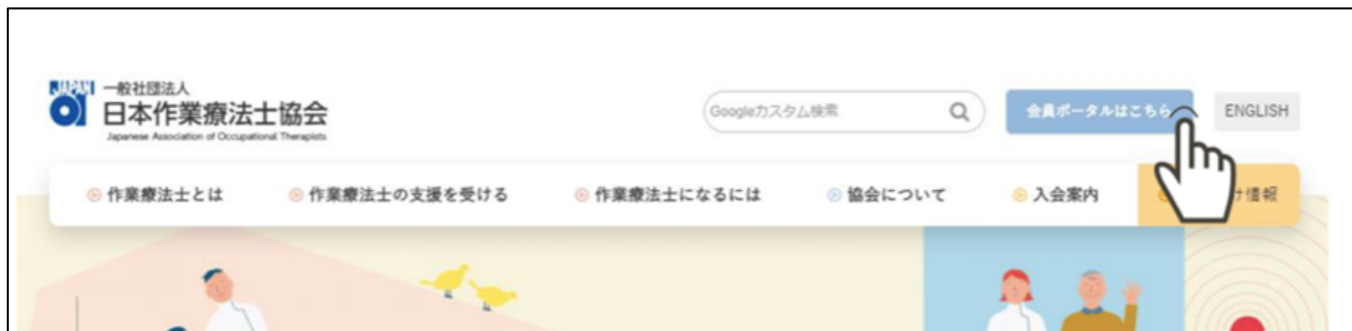 JAPAN
一般社団法人
日本作業療法士協会
Japanese Association of Occupational Therapists
Googleカスタム検索
会員ポータルはこちら
ENGLISH
作業療法士とは
作業療法士の支援を受ける
作業療法士になるには
協会について
入会案内
け情報